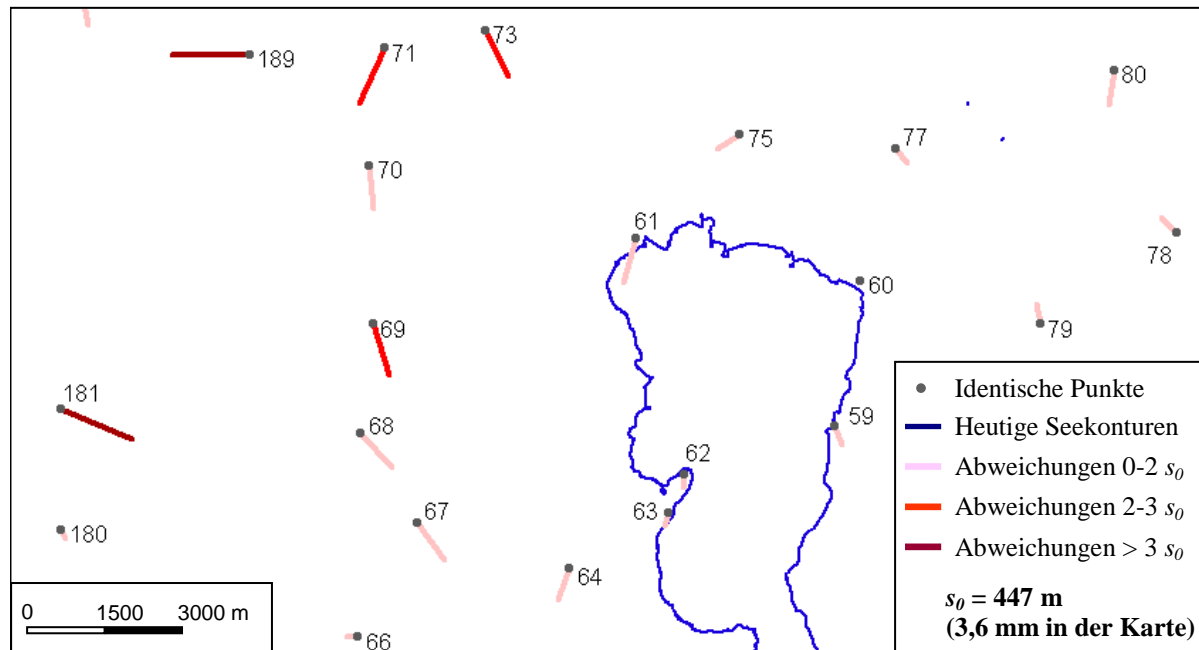 73
71
189
80
75
77
70
61
78
60
79
69
181
59
68
62
63
67
180
64
66
Identische Punkte
Heutige Seekonturen
Abweichungen 0-2 s0
Abweichungen 2-3 s0
Abweichungen > 3 s0
s0 = 447 m
(3,6 mm in der Karte)
0 1500 3000 m